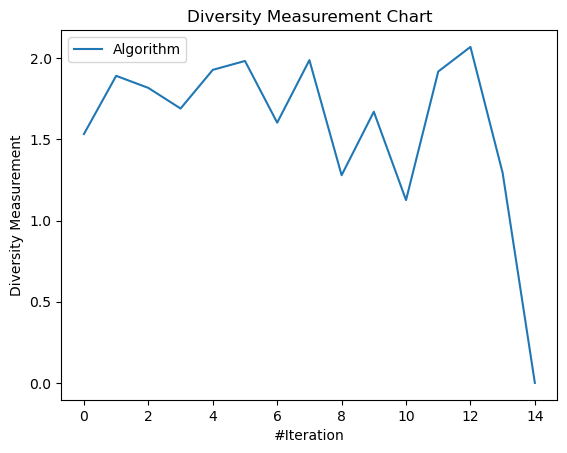 Diversity Measurement Chart
Algorithm
Diversity Measurement
2.0
1.5
1.0
0.5
0.0
0 2 4 6 8 10 12 14
#Iteration